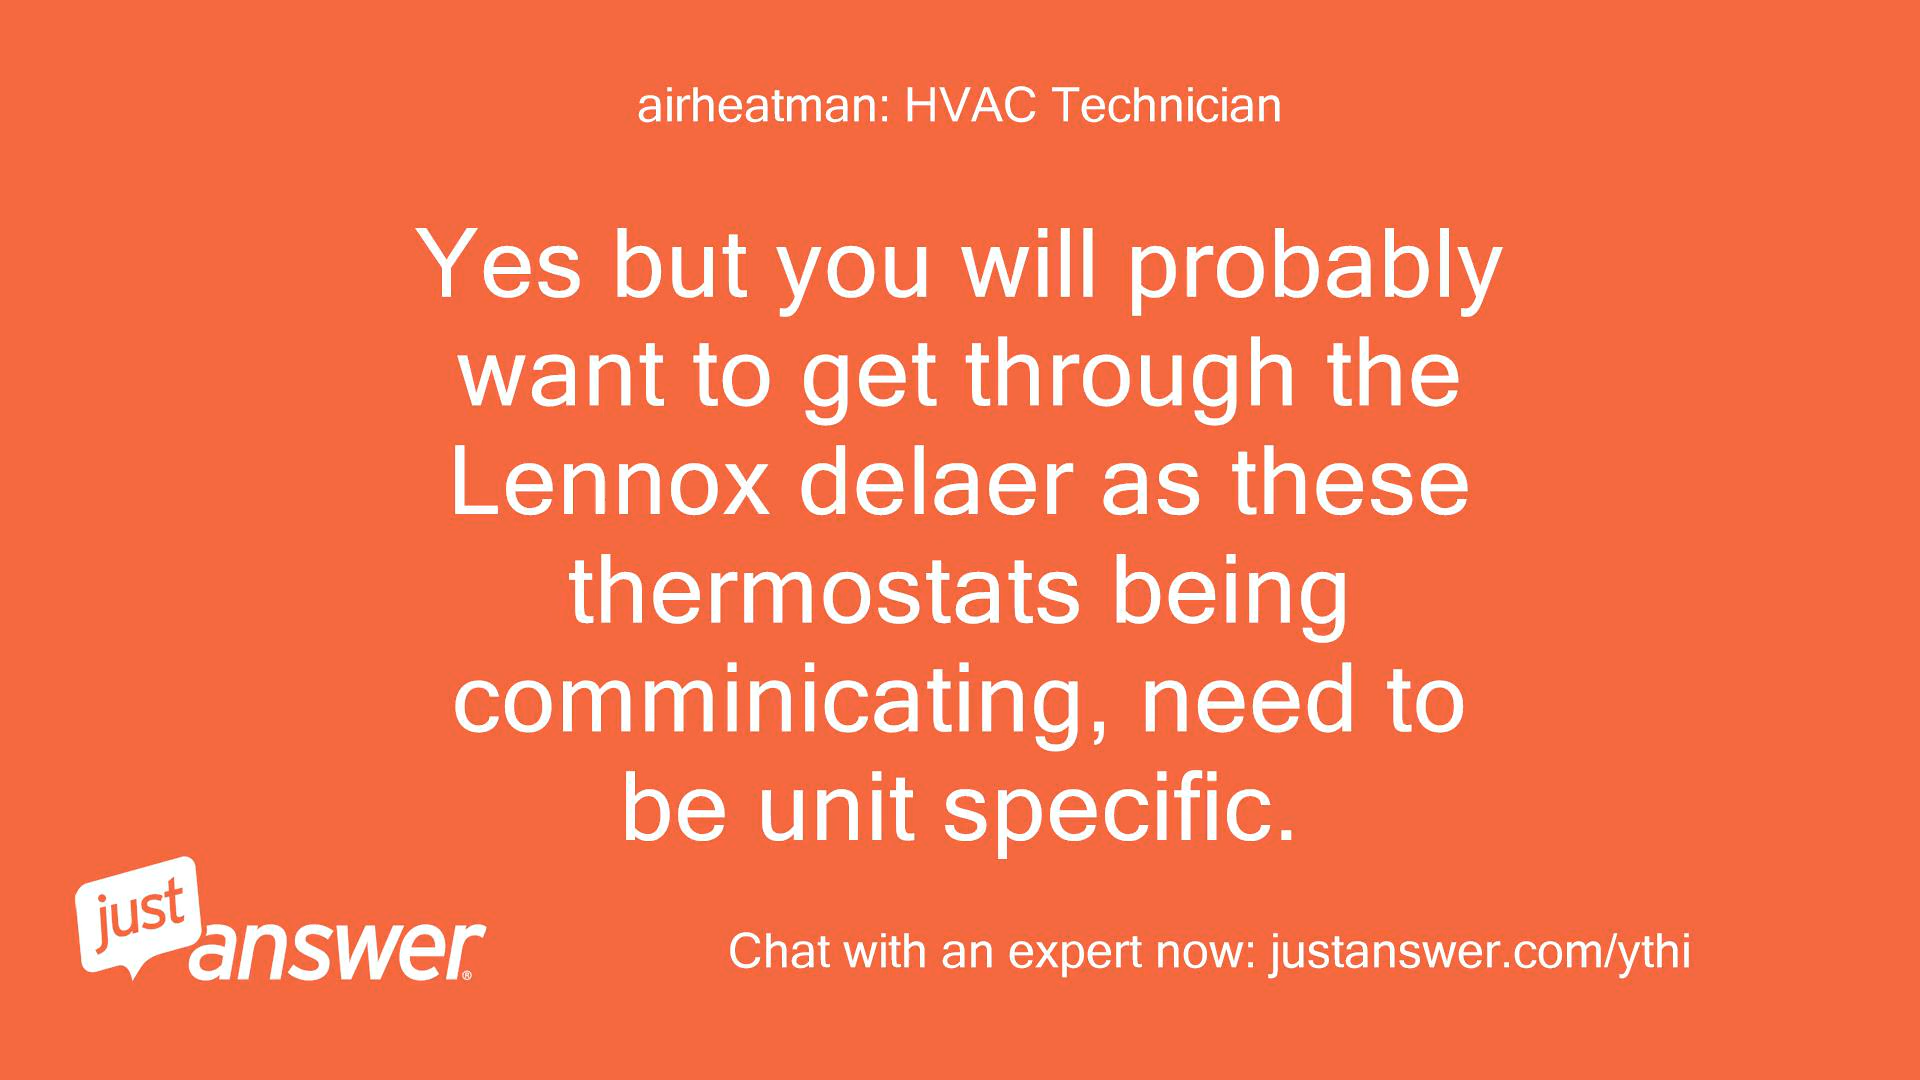 airheatman: HVAC Technician
Yes but you will probably
want to get through the
Lennox delaer as these
thermostats being
comminicating, need to
be unit specific.
just
answer®
Chat with an expert now: justanswer.com/ythi